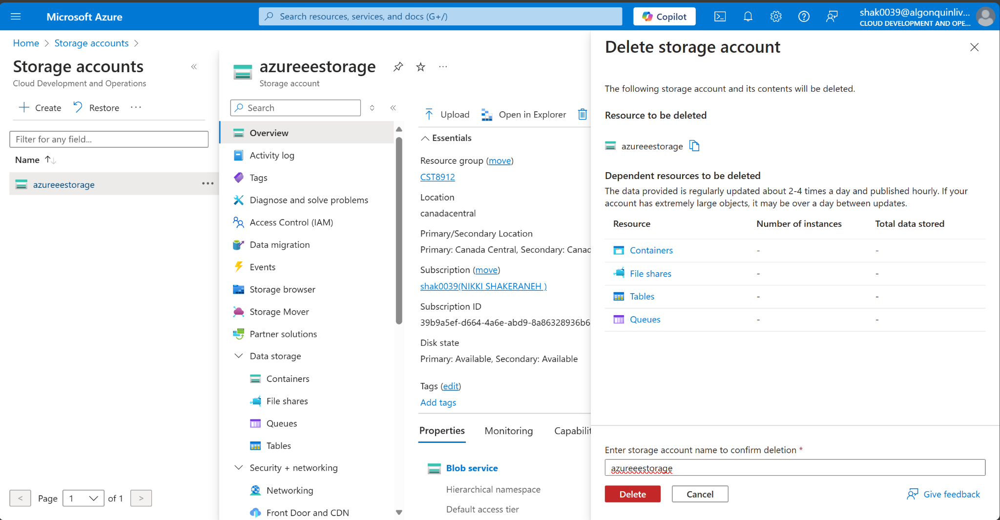 Microsoft Azure
Search resources, services, and docs (G+/)
Copilot
shak0039@algonquinliv...
CLOUD DEVELOPMENT AND OPE...
Home > Storage accounts >
Storage accounts
Cloud Development and Operations
Create
Restore
Filter for any field...
Name
azureeestorage
Page 1 of 1
azureeestorage
Storage account
Search
Overview
Activity log
Tags
Diagnose and solve problems
Access Control (IAM)
Data migration
Events
Storage browser
Storage Mover
Partner solutions
Data storage
Containers
File shares
Queues
Tables
Security + networking
Networking
Front Door and CDN
Upload
Open in Explorer
Essentials
Resource group (move)
CST8912
Location
canadacentral
Primary/Secondary Location
Primary: Canada Central, Secondary: Canad
Subscription (move)
shak0039(NIKKI SHAKERANEH )
Subscription ID
39b9a5ef-d664-4a6e-abd9-8a86328936b6
Disk state
Primary: Available, Secondary: Available
Tags (edit)
Add tags
Properties
Monitoring
Capabilit
Blob service
Hierarchical namespace
Default access tier
Delete storage account
The following storage account and its contents will be deleted.
Resource to be deleted
azureeestorage
Dependent resources to be deleted
The data provided is regularly updated about 2-4 times a day and published hourly. If your
account has extremely large objects, it may be over a day between updates.
Resource Number of instances Total data stored
Containers - -
File shares - -
Tables - -
Queues - -
Enter storage account name to confirm deletion *
azureeestorage
Delete
Cancel
Give feedback